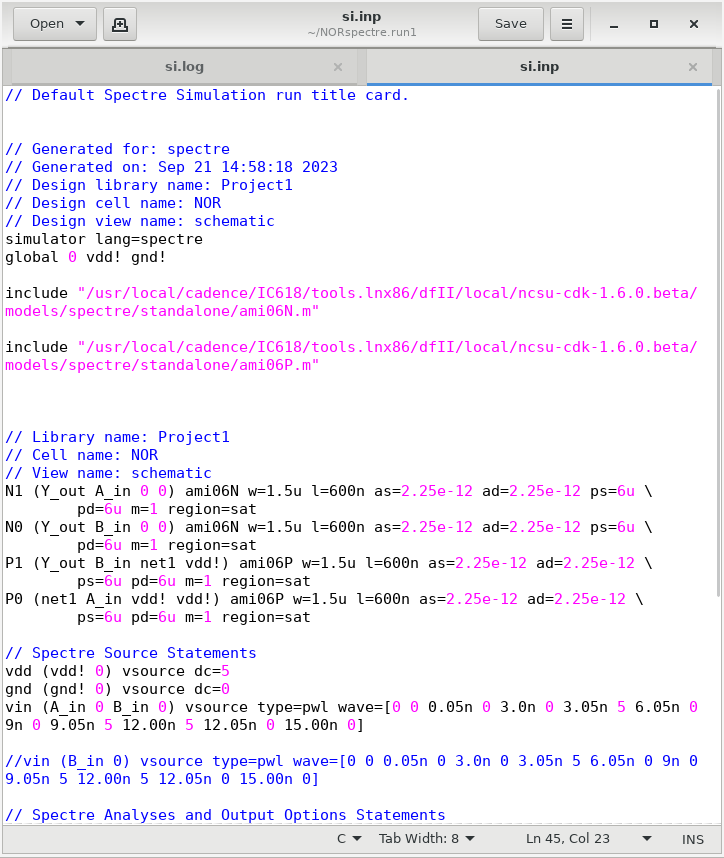 Open
si.inp
~/NORspectre.run1
Save
si.log
si.inp
// Default Spectre Simulation run title card.
// Generated for: spectre
// Generated on: Sep 21 14:58:18 2023
// Design library name: Project1
// Design cell name: NOR
// Design view name: schematic
simulator lang=spectre
global 0 vdd! gnd!
include "/usr/local/cadence/IC618/tools.lnx86/dfII/local/ncsu-cdk-1.6.0.beta/
models/spectre/standalone/ami06N.m"
include "/usr/local/cadence/IC618/tools.lnx86/dfII/local/ncsu-cdk-1.6.0.beta/
models/spectre/standalone/ami06P.m"
// Library name: Project1
// Cell name: NOR
// View name: schematic
N1 (Y_out A_in 0 0) ami06N w=1.5u l=600n as=2.25e-12 ad=2.25e-12 ps=6u \
pd=6u m=1 region=sat
N0 (Y_out B_in 0 0) ami06N w=1.5u l=600n as=2.25e-12 ad=2.25e-12 ps=6u \
pd=6u m=1 region=sat
P1 (Y_out B_in net1 vdd!) ami06P w=1.5u l=600n as=2.25e-12 ad=2.25e-12 \
ps=6u pd=6u m=1 region=sat
P0 (net1 A_in vdd! vdd!) ami06P w=1.5u l=600n as=2.25e-12 ad=2.25e-12 \
ps=6u pd=6u m=1 region=sat
// Spectre Source Statements
vdd (vdd! 0) vsource dc=5
gnd (gnd! 0) vsource dc=0
vin (A_in 0 B_in 0) vsource type=pwl wave=[0 0 0.05n 0 3.0n 0 3.05n 5 6.05n 0
9n 0 9.05n 5 12.00n 5 12.05n 0 15.00n 0]
//vin (B_in 0) vsource type=pwl wave=[0 0 0.05n 0 3.0n 0 3.05n 5 6.05n 0 9n 0
9.05n 5 12.00n 5 12.05n 0 15.00n 0]
// Spectre Analyses and Output Options Statements
C Tab Width: 8 Ln 45, Col 23 INS